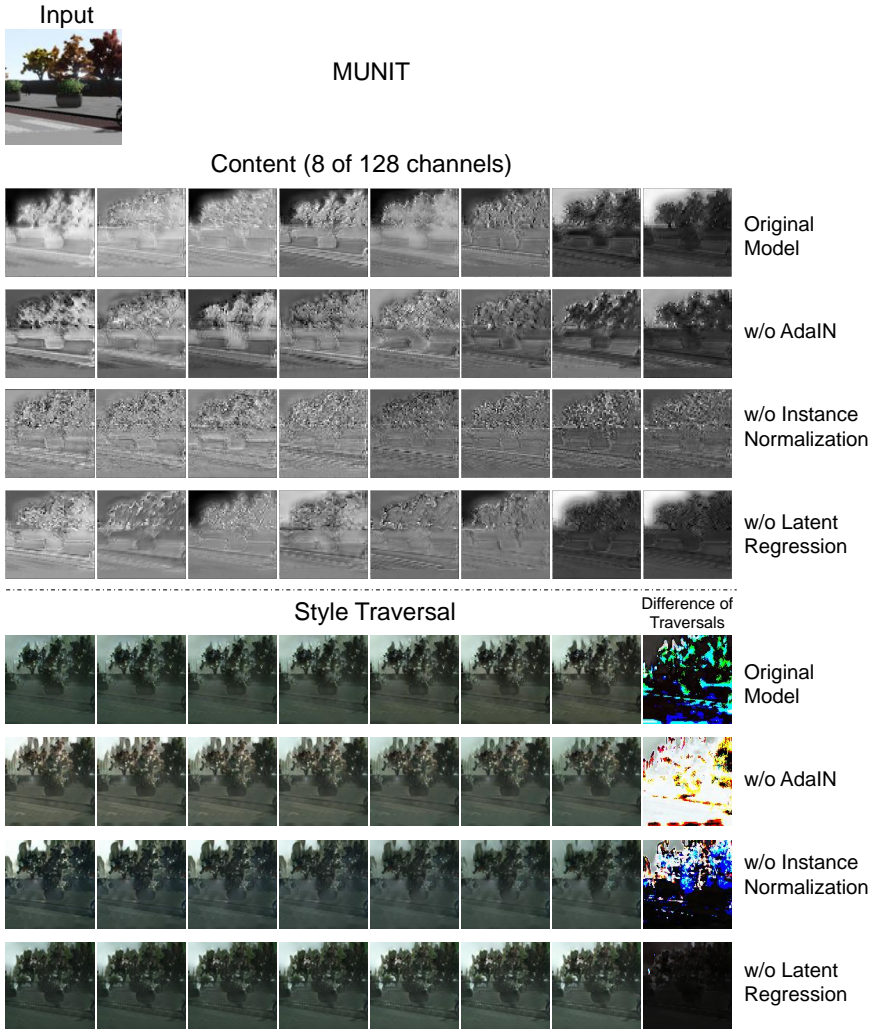 Input
MUNIT
Content (8 of 128 channels)
Original
Model
w/o AdaIN
w/o Instance
Normalization
w/o Latent
Regression
Style Traversal
Difference of
Traversals
Original
Model
w/o AdaIN
w/o Instance
Normalization
w/o Latent
Regression